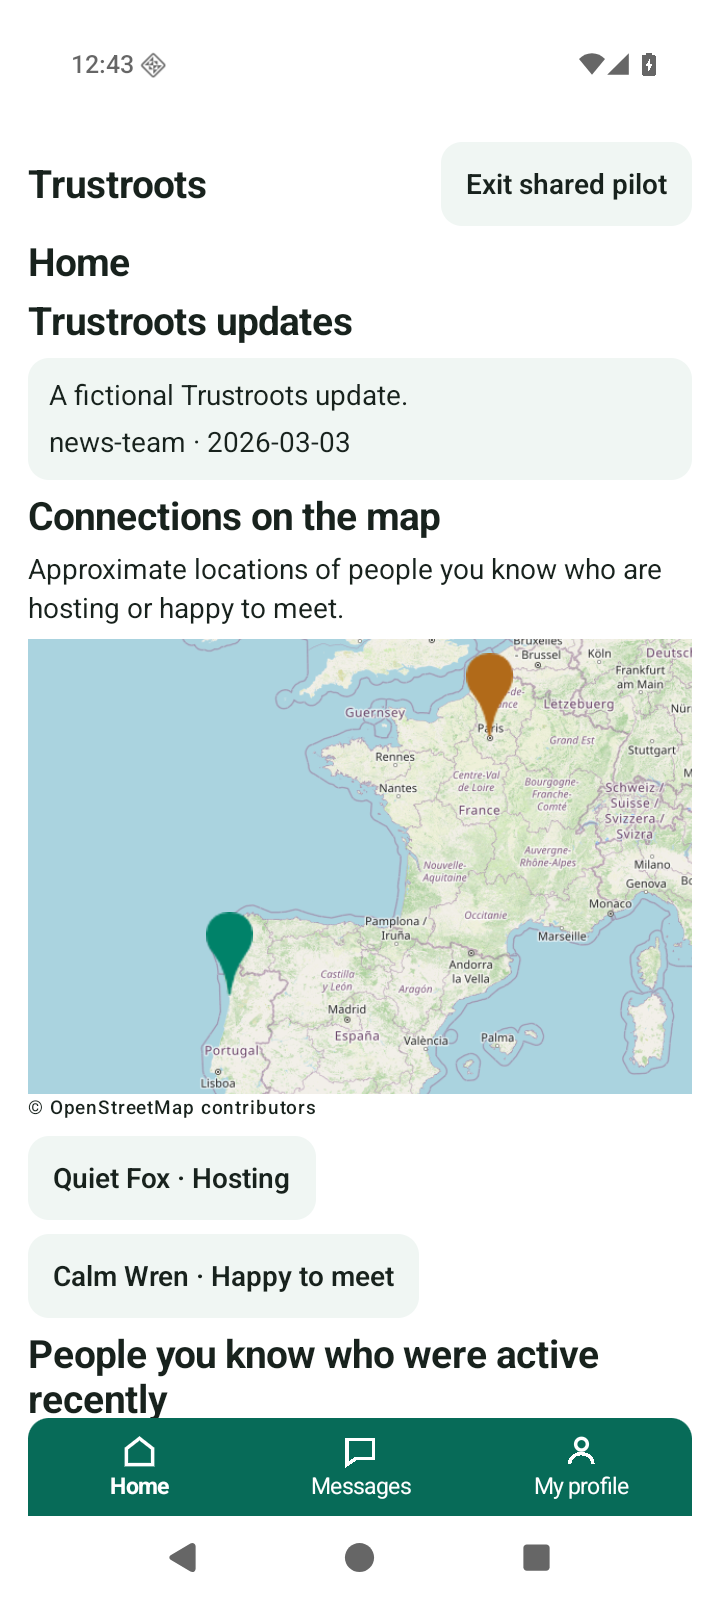 12:43
Trustroots
Exit shared pilot
Home
Trustroots updates
A fictional Trustroots update.
news-team · 2026-03-03
Connections on the map
Approximate locations of people you know who are
hosting or happy to meet.
Bruxelles
- Brussel
Köln
Deutsc
Frankfurt
am Main
Guernsey
Letzebuerg
Nür
Paris
Grand Est
Stuttgart
Rennes
Nantes
Centre-Val
de Loire
Bourgogne-
Franche-
Comté
Schweiz /
Suisse /
Svizzera /
Svizra
France
Nouvelle-
Aquitaine
Auvergne-
Rhône-Alpes
Milano
Genova
Monaco
Occitanie
Marseille
Pamplona /
Iruña
Andorra
la Vella
Castilla
y León
Aragón
Madrid
España
València
Palma
Portugal
Lisboa
© OpenStreetMap contributors
Quiet Fox · Hosting
Calm Wren · Happy to meet
People you know who were active
recently
Home
Messages
My profile